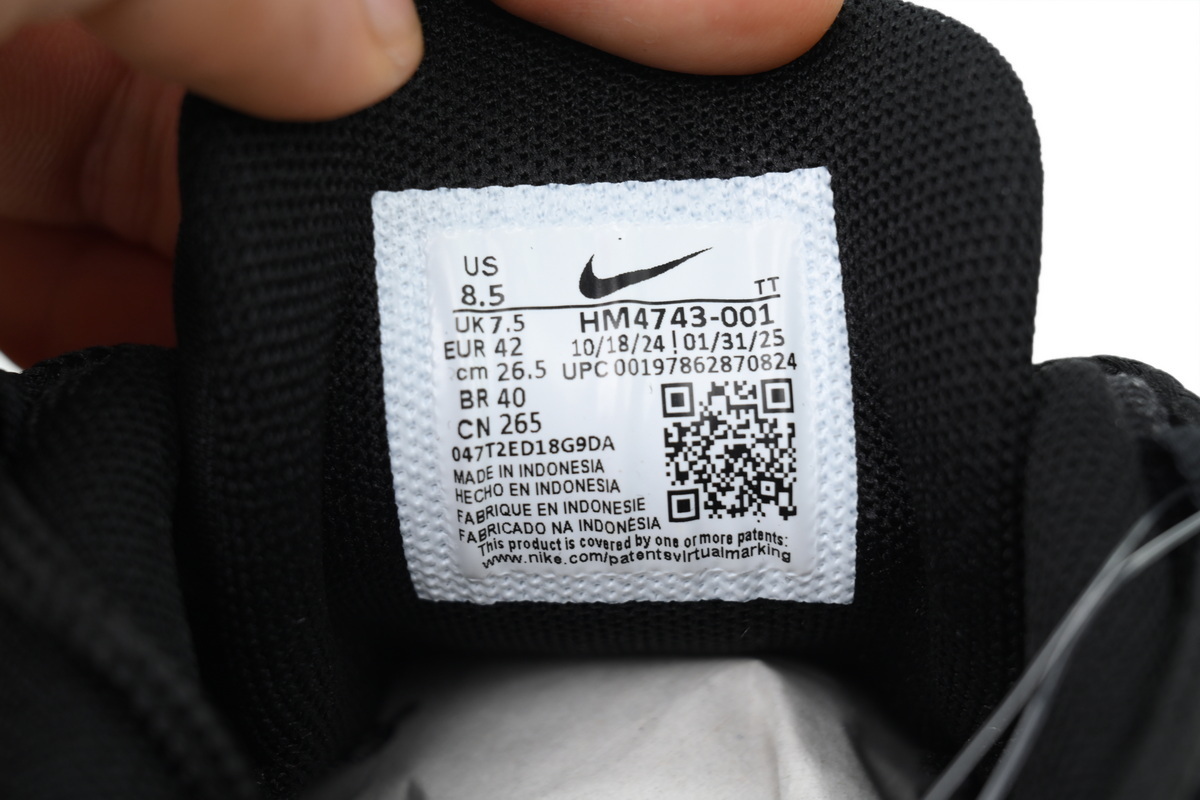 US
8.5
TT
UK 7.5
HM4743-001
EUR 42
10/18/24 | 01/31/25
cm 26.5
UPC 00197862870824
BR 40
CN 265
047T2ED18G9DA
MADE IN INDONESIA
HECHO EN INDONESIA
FABRIQUE EN INDONESIE
FABRICADO NA INDONÉSIA
This product is covered by one or more patents:
www.nike.com/patentsvirtualmarking